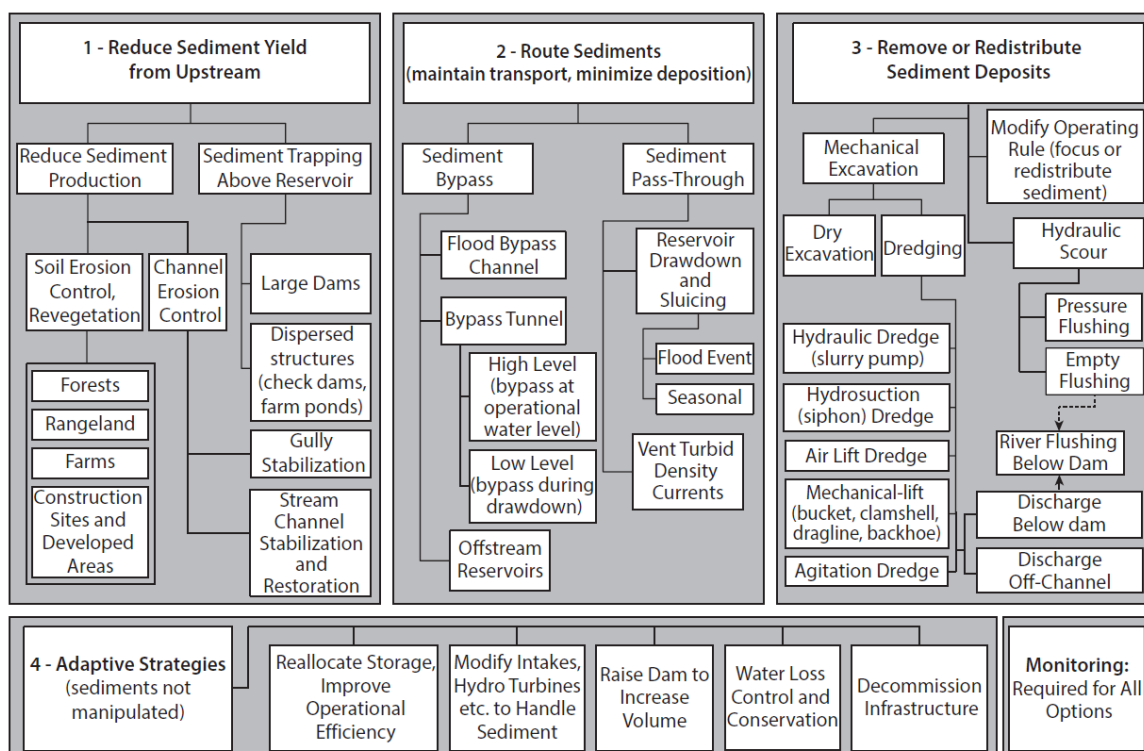 1 - Reduce Sediment Yield
from Upstream
Reduce Sediment
Production
Sediment Trapping
Above Reservoir
Soil Erosion
Control,
Revegetation
Channel
Erosion
Control
Large Dams
Dispersed
structures
(check dams,
farm ponds)
Forests
Rangeland
Farms
Construction
Sites and
Developed
Areas
Gully
Stabilization
Stream
Channel
Stabilization
and
Restoration
2 - Route Sediments
(maintain transport, minimize deposition)
Sediment
Bypass
Sediment
Pass-Through
Flood Bypass
Channel
Bypass Tunnel
High Level
(bypass at
operational
water level)
Low Level
(bypass during
drawdown)
Offstream
Reservoirs
Reservoir
Drawdown
and
Sluicing
Flood Event
Seasonal
Vent Turbid
Density
Currents
3 - Remove or Redistribute
Sediment Deposits
Mechanical
Excavation
Modify Operating
Rule (focus or
redistribute
sediment)
Dry
Excavation
Dredging
Hydraulic
Scour
Pressure
Flushing
Empty
Flushing
Hydraulic Dredge
(slurry pump)
Hydrosuction
(siphon) Dredge
Air Lift Dredge
Mechanical-lift
(bucket, clamshell,
dragline, backhoe)
Agitation Dredge
River Flushing
Below Dam
Discharge
Below dam
Discharge
Off-Channel
4 - Adaptive Strategies
(sediments not
manipulated)
Reallocate Storage,
Improve
Operational
Efficiency
Modify Intakes,
Hydro Turbines
etc. to Handle
Sediment
Raise Dam to
Increase
Volume
Water Loss
Control and
Conservation
Decommission
Infrastructure
Monitoring:
Required for All
Options